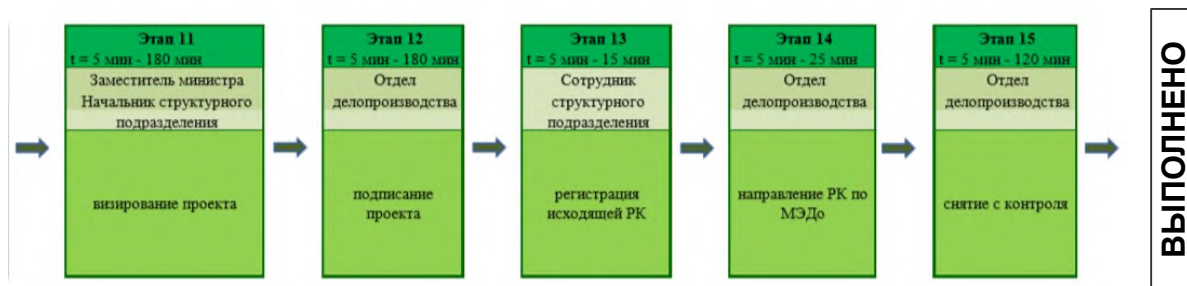 Этап 11
t = 5 мин - 180 мин
Заместитель министра
Начальник структурного
подразделения
визирование проекта
Этап 12
t = 5 мин - 180 мин
Отдел
делопроизводства
подписание
проекта
Этап 13
t = 5 мин - 15 мин
Сотрудник
структурного
подразделения
регистрация
исходящей РК
Этап 14
t = 5 мин - 25 мин
Отдел
делопроизводства
направление РК по
МЭДо
Этап 15
t = 5 мин - 120 мин
Отдел
делопроизводства
снятие с контроля
ВЫПОЛНЕНО